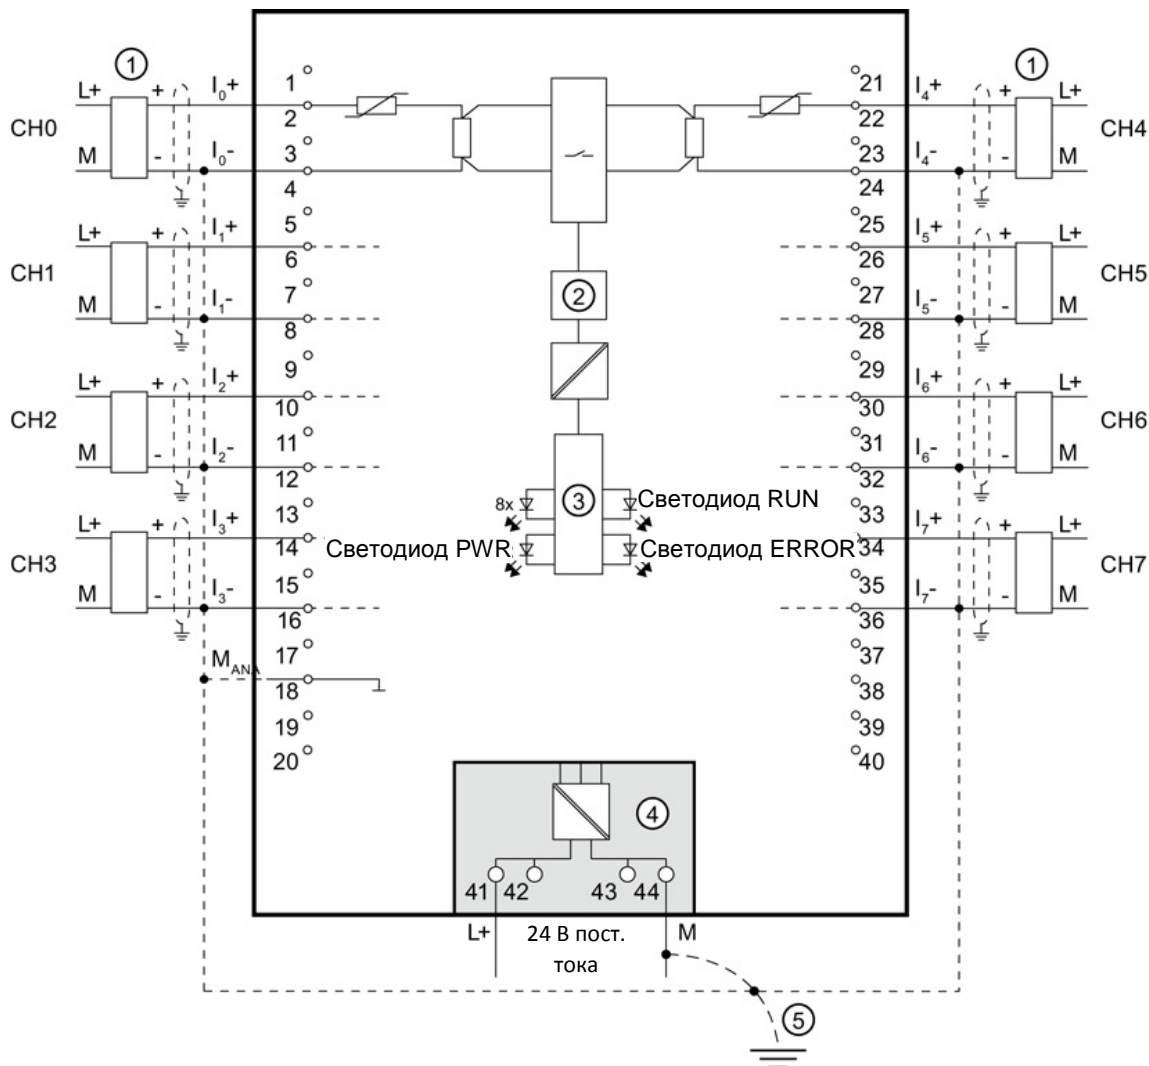 ① ①
L+ + I0+ 1 21 I4+ + L+
CH0 2 22 CH4
M - I0- 3 23 I4- - M
4 24
L+ + I1+ 5 25 I5+ + L+
6 26
CH1 7 ② 27 CH5
M - I1- 8 28 I5- - M
9 29
L+ + I2+ 10 30 I6+ + L+
CH2 11 31 CH6
M - I2- 12 32 I6- - M
8x ③ Светодиод RUN
13 33
L+ + I3+ 14 34 I7+ + L+
Светодиод PWR Светодиод ERROR
CH3 15 35 CH7
M - I3- 16 36 I7- - M
17 37
MANA 18 38
19 39
20 40
④
41 42 43 44
L+ 24 В пост. M
тока
⑤